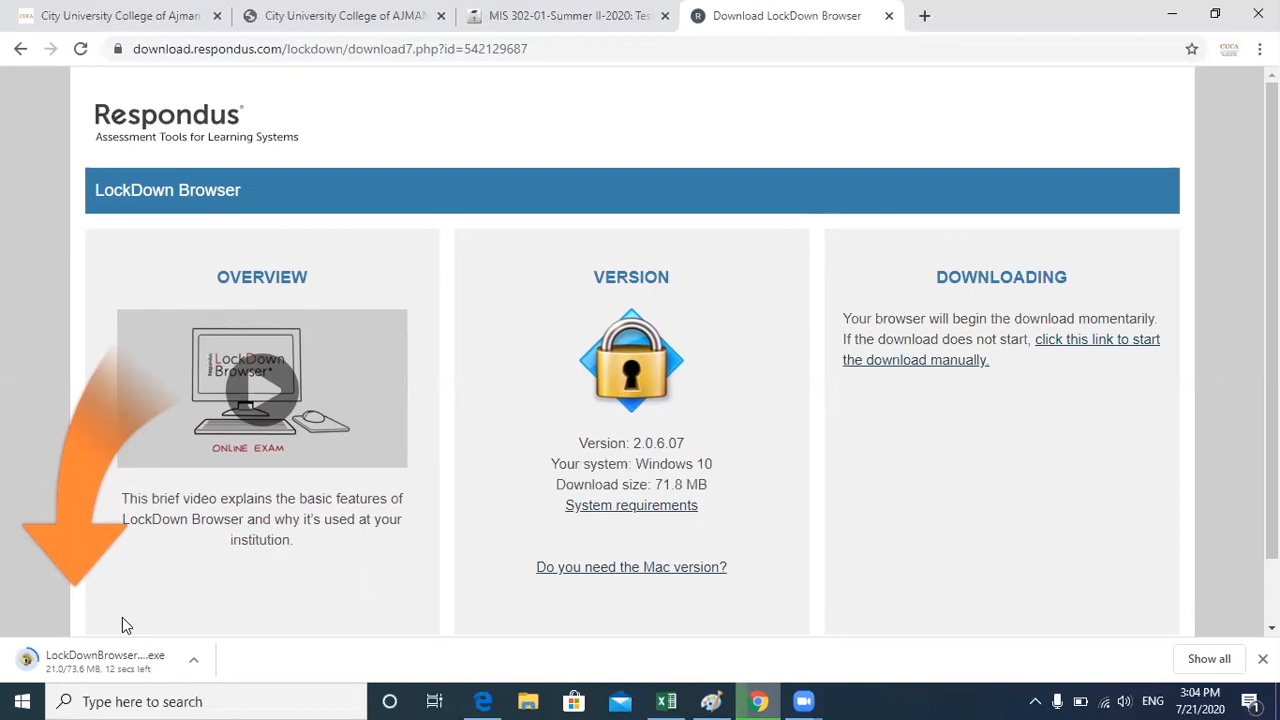 City University College of Ajman
City University College of AJMAN
MIS 302-01-Summer II-2020: Tes
Download LockDown Browser
download.respondus.com/lockdown/download7.php?id=542129687
CUCA
Respondus®
Assessment Tools for Learning Systems
LockDown Browser
OVERVIEW
LockDown
Browser
ONLINE EXAM
This brief video explains the basic features of
LockDown Browser and why it's used at your
institution.
VERSION
Version: 2.0.6.07
Your system: Windows 10
Download size: 71.8 MB
System requirements
Do you need the Mac version?
DOWNLOADING
Your browser will begin the download momentarily.
If the download does not start, click this link to start
the download manually.
LockDownBrowser....exe
21.0/73.6 MB, 12 secs left
Show all
Type here to search
ENG
3:04 PM
7/21/2020